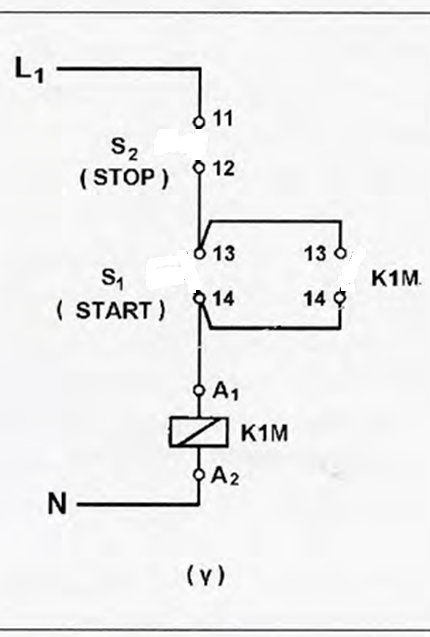 L1
11
S2
(STOP)
12
13
13
S1
(START)
14
14
K1M
A1
K1M
A2
N
(γ)